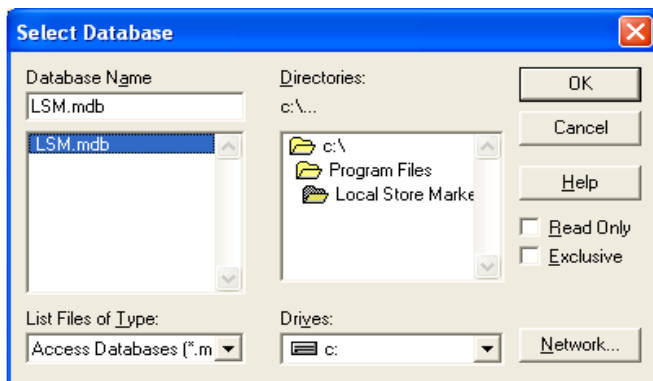 Select Database
Database Name
LSM.mdb
LSM.mdb
List Files of Type:
Access Databases (*.m
Directories:
c:\...
c:\
Program Files
Local Store Marke
Drives:
c:
OK
Cancel
Help
Read Only
Exclusive
Network...